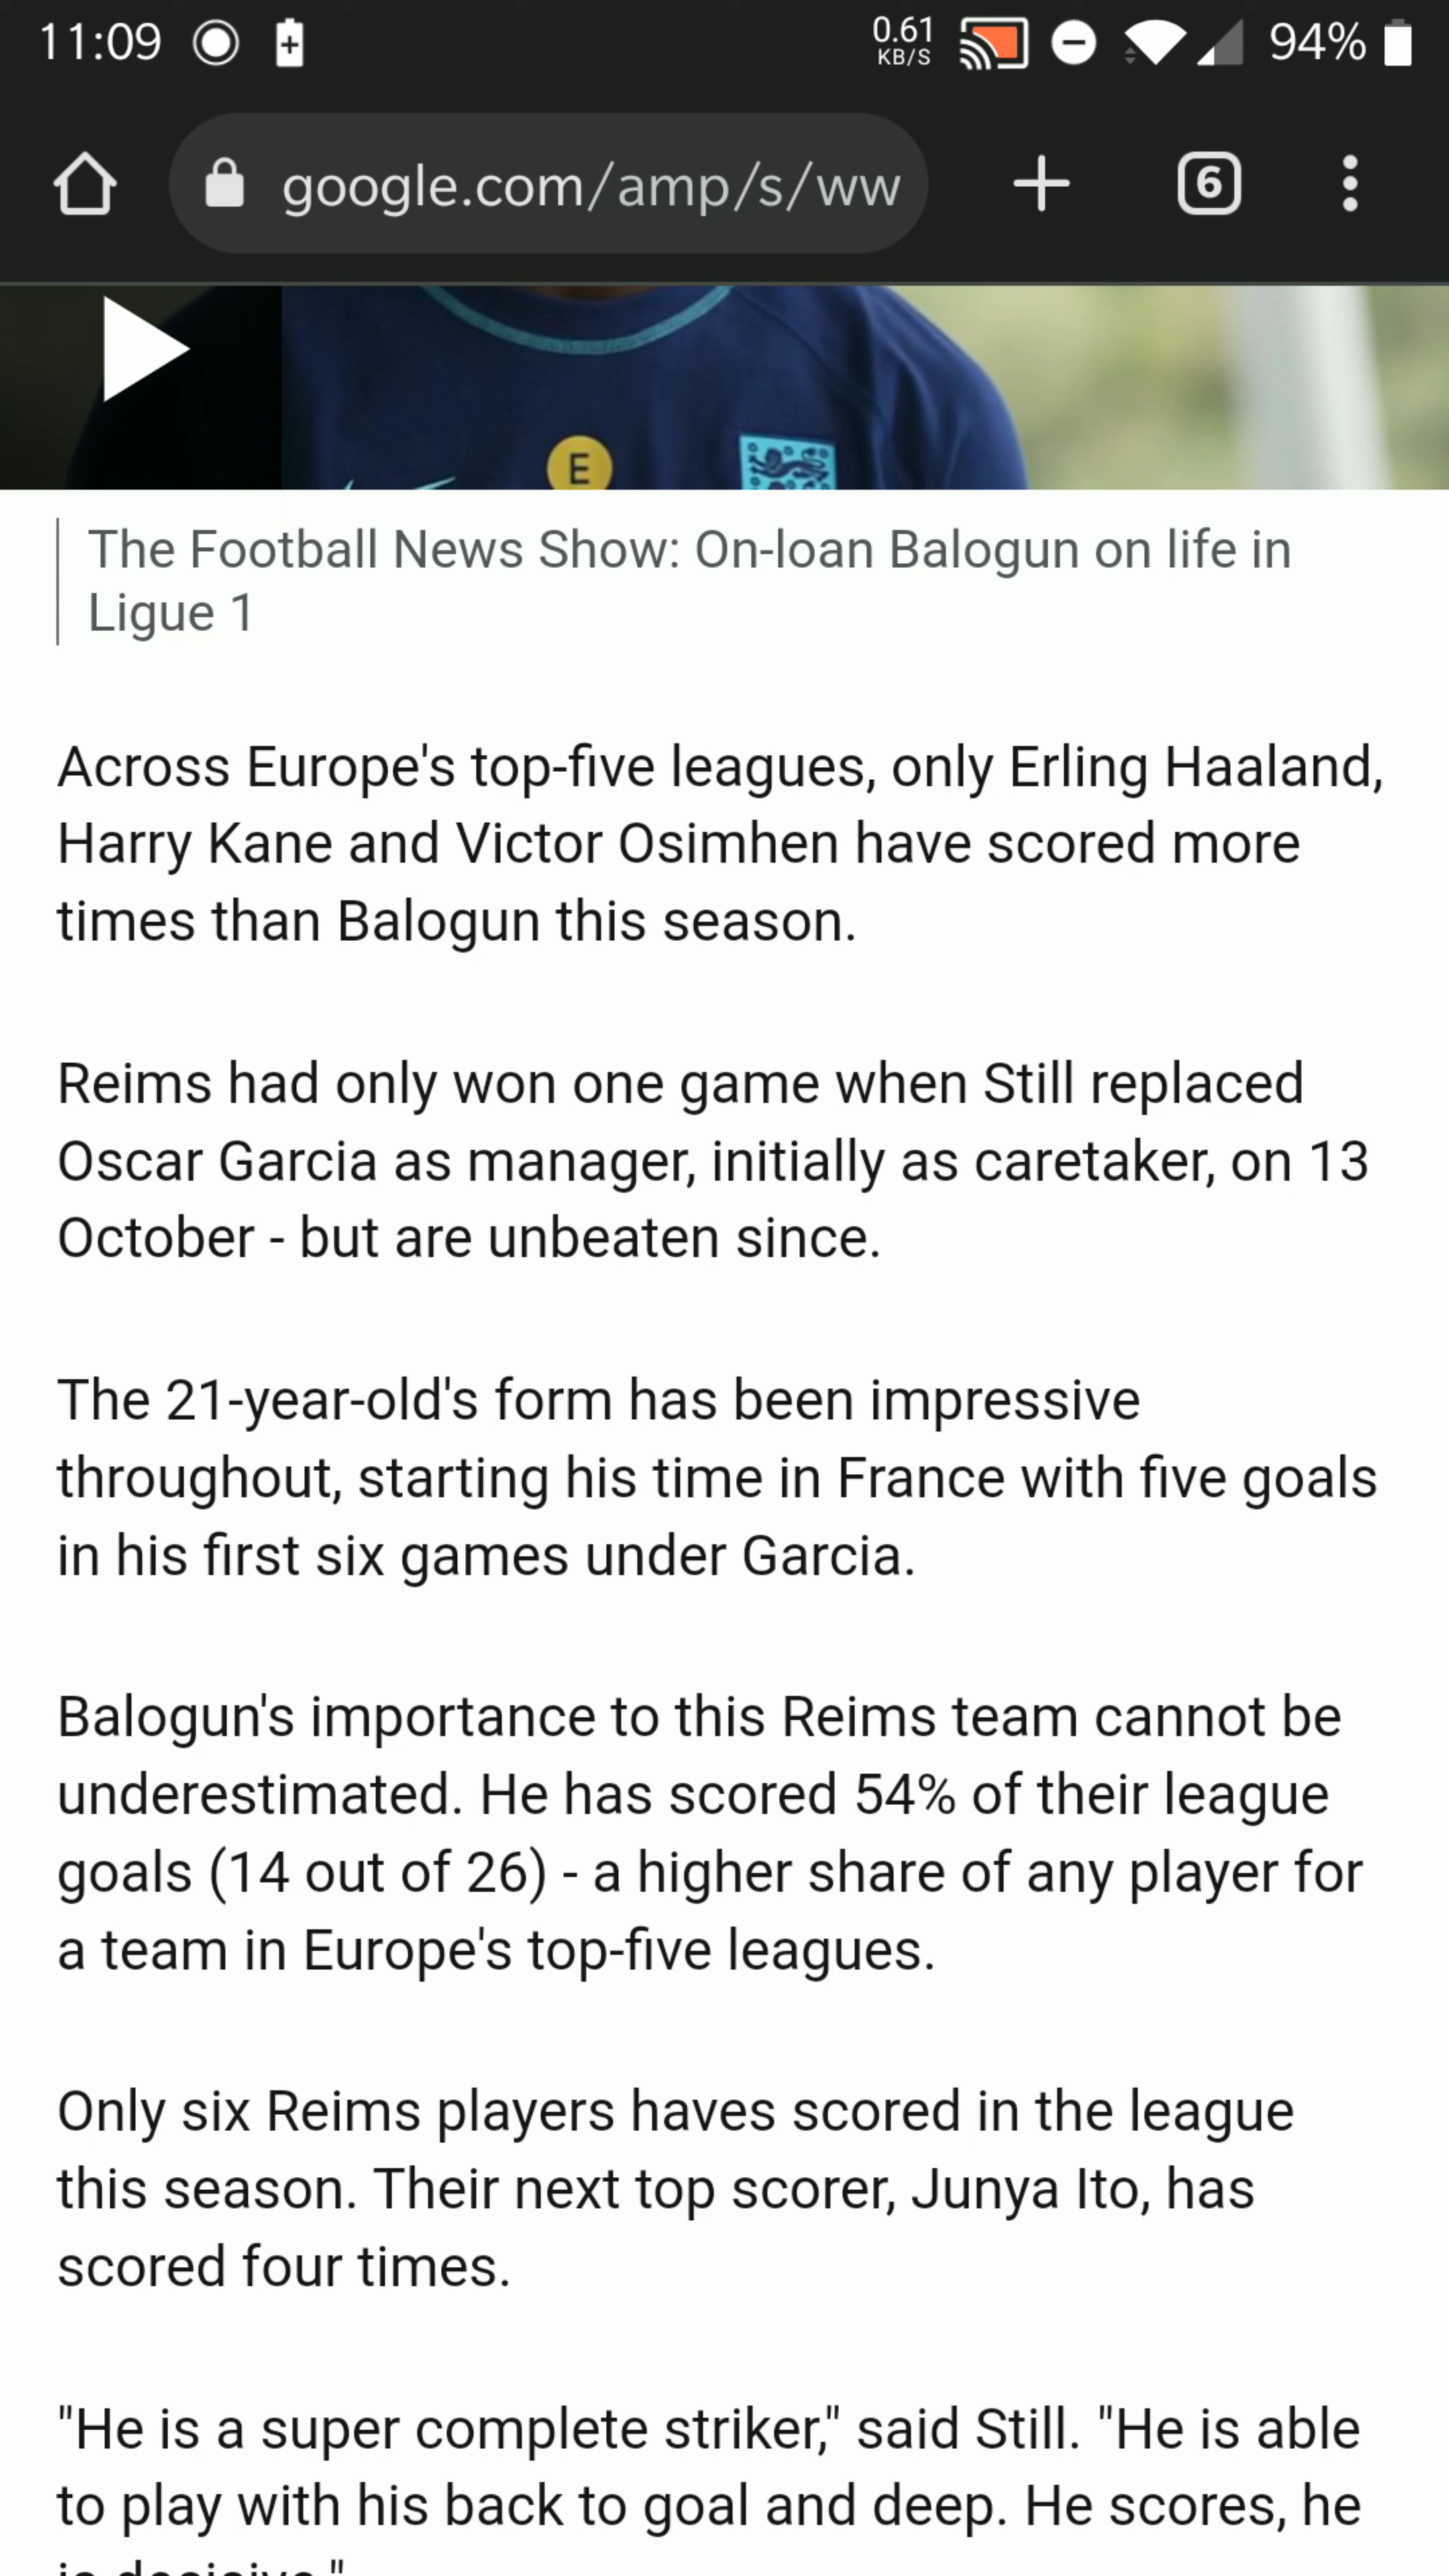 11:09
0.61
KB/S
94%
google.com/amp/s/ww
6
E
The Football News Show: On-loan Balogun on life in
Ligue 1
Across Europe's top-five leagues, only Erling Haaland,
Harry Kane and Victor Osimhen have scored more
times than Balogun this season.
Reims had only won one game when Still replaced
Oscar Garcia as manager, initially as caretaker, on 13
October - but are unbeaten since.
The 21-year-old's form has been impressive
throughout, starting his time in France with five goals
in his first six games under Garcia.
Balogun's importance to this Reims team cannot be
underestimated. He has scored 54% of their league
goals (14 out of 26) - a higher share of any player for
a team in Europe's top-five leagues.
Only six Reims players haves scored in the league
this season. Their next top scorer, Junya Ito, has
scored four times.
"He is a super complete striker," said Still. "He is able
to play with his back to goal and deep. He scores, he
is decisive."